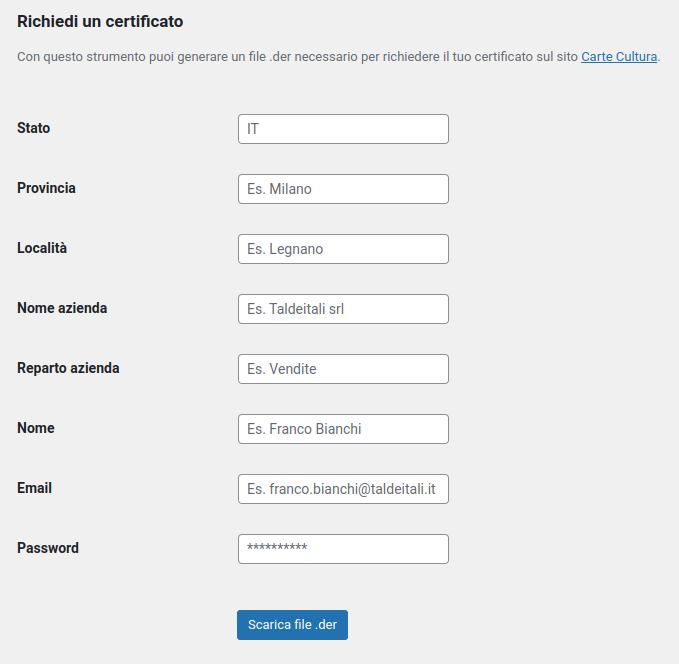 Richiedi un certificato
Con questo strumento puoi generare un file .der necessario per richiedere il tuo certificato sul sito Carte Cultura.
Stato
IT
Provincia
Es. Milano
Località
Es. Legnano
Nome azienda
Es. Taldeitali srl
Reparto azienda
Es. Vendite
Nome
Es. Franco Bianchi
Email
Es. franco.bianchi@taldeitali.it
Password
**********
Scarica file .der